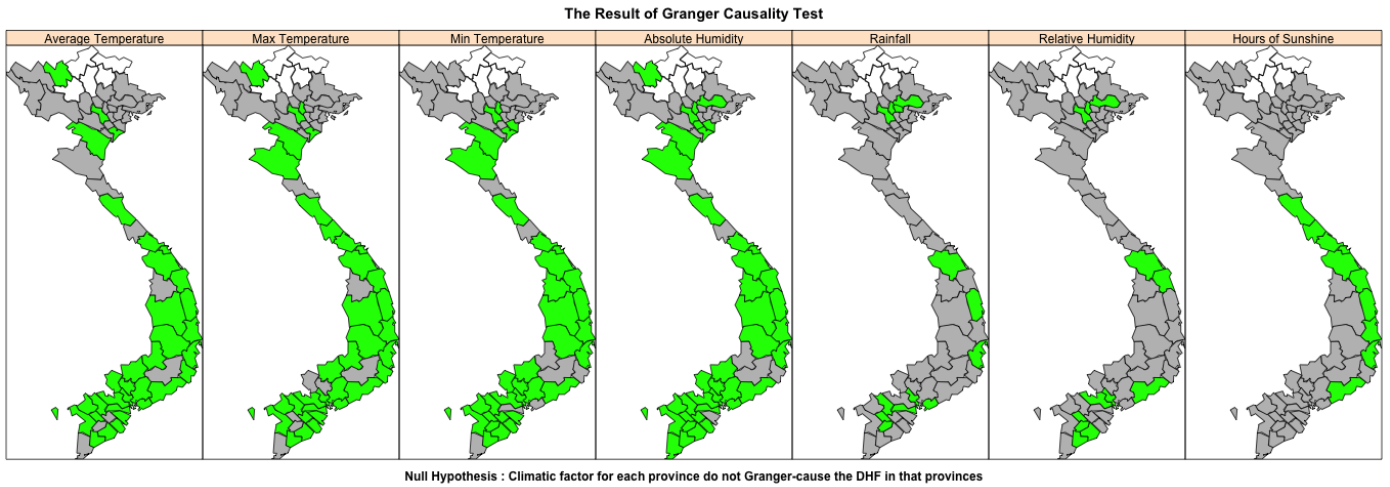 The Result of Granger Causality Test
Average Temperature
Max Temperature
Min Temperature
Absolute Humidity
Rainfall
Relative Humidity
Hours of Sunshine
Null Hypothesis : Climatic factor for each province do not Granger-cause the DHF in that provinces